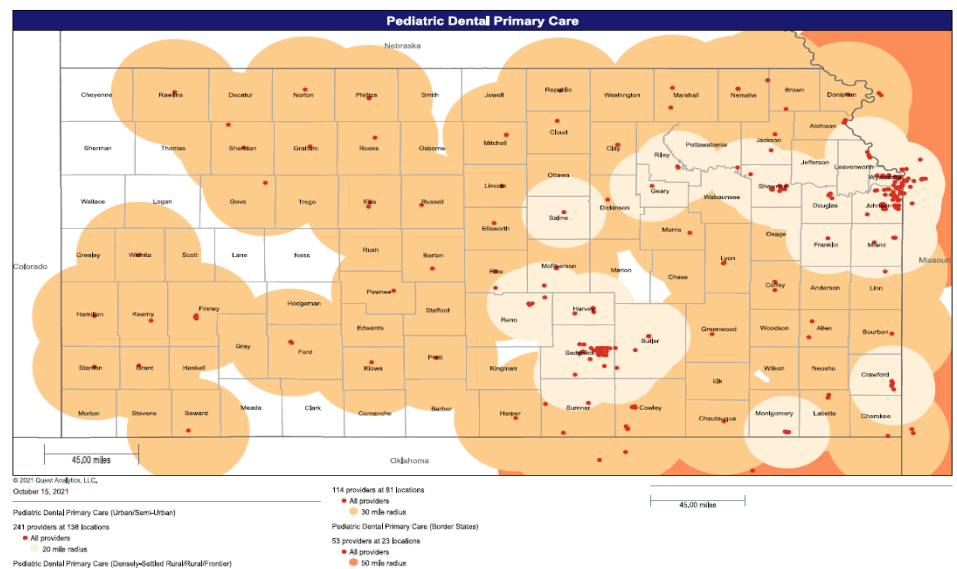 Pediatric Dental Primary Care
Nebraska
Cheyenne Rawlins Decatur Norton Phillips Smith Jewell Republic Washington Marshall Nemaha Brown Doniphan
Atchison
Sherman Thomas Sheridan Graham Rooks Osborne Mitchell Cloud Clay Riley Pottawatomie Jackson Jefferson Leavenworth
Wyandotte
Wallace Logan Gove Trego Ellis Russell Lincoln Ottawa Geary Wabaunsee Shawnee Douglas Johnson
Saline Dickinson
Ellsworth Morris Osage Franklin Miami
Greeley Wichita Scott Lane Ness Rush Barton Rice McPherson Marion Chase Lyon
Colorado Missouri
Coffey Anderson Linn
Hamilton Kearny Finney Hodgeman Pawnee Stafford Reno Harvey
Gray Ford Edwards Sedgwick Butler Greenwood Woodson Allen Bourbon
Stanton Grant Haskell Kiowa Pratt Kingman Elk Wilson Neosho Crawford
Morton Stevens Seward Meade Clark Comanche Barber Harper Sumner Cowley Chautauqua Montgomery Labette Cherokee
45,00 miles
Oklahoma
© 2021 Quest Analytics, LLC.
October 15, 2021
Pediatric Dental Primary Care (Urban/Semi-Urban)
241 providers at 138 locations
All providers
20 mile radius
Pediatric Dental Primary Care (Densely-Settled Rural/Rural/Frontier)
114 providers at 81 locations
All providers
30 mile radius
Pediatric Dental Primary Care (Border States)
53 providers at 23 locations
All providers
50 mile radius
45,00 miles